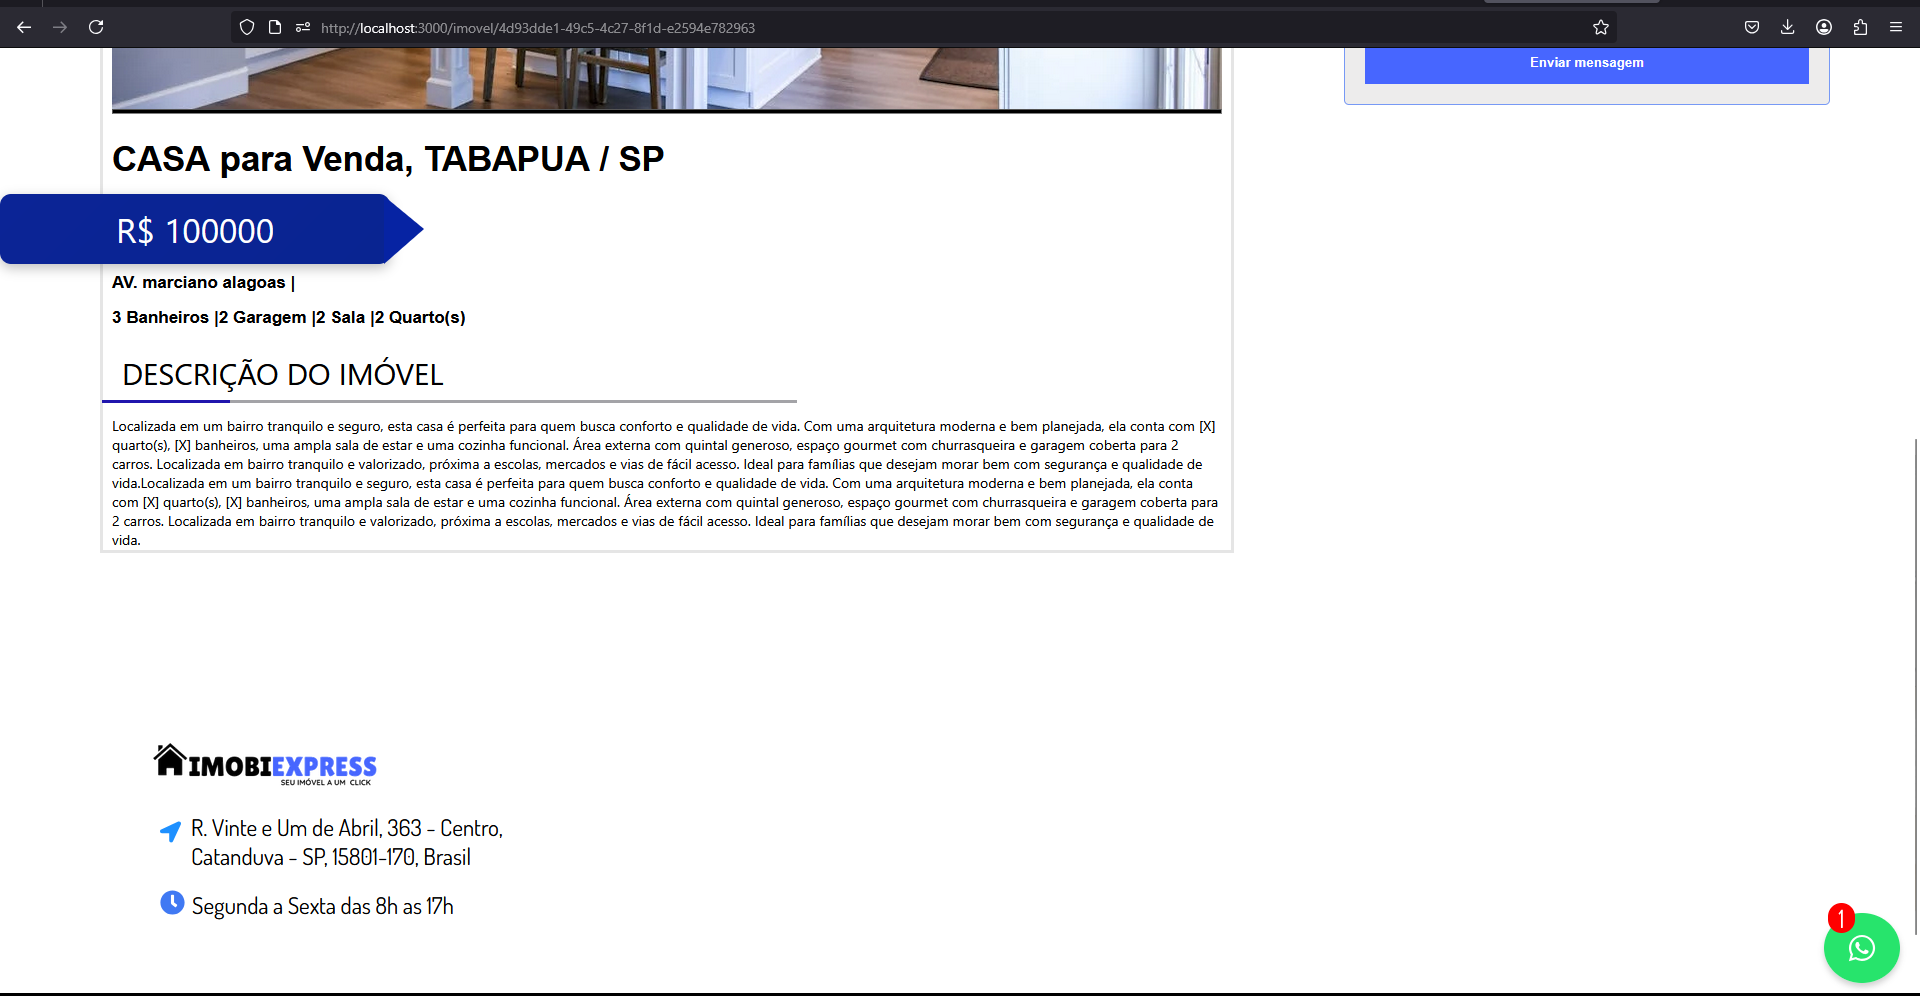 http://localhost:3000/imovel/4d93dde1-49c5-4c27-8f1d-e2594e782963
Enviar mensagem
CASA para Venda, TABAPUA / SP
R$ 100000
AV. marciano alagoas |
3 Banheiros |2 Garagem |2 Sala |2 Quarto(s)
DESCRIÇÃO DO IMÓVEL
Localizada em um bairro tranquilo e seguro, esta casa é perfeita para quem busca conforto e qualidade de vida. Com uma arquitetura moderna e bem planejada, ela conta com [X]
quarto(s), [X] banheiros, uma ampla sala de estar e uma cozinha funcional. Área externa com quintal generoso, espaço gourmet com churrasqueira e garagem coberta para 2
carros. Localizada em bairro tranquilo e valorizado, próxima a escolas, mercados e vias de fácil acesso. Ideal para famílias que desejam morar bem com segurança e qualidade de
vida.Localizada em um bairro tranquilo e seguro, esta casa é perfeita para quem busca conforto e qualidade de vida. Com uma arquitetura moderna e bem planejada, ela conta
com [X] quarto(s), [X] banheiros, uma ampla sala de estar e uma cozinha funcional. Área externa com quintal generoso, espaço gourmet com churrasqueira e garagem coberta para
2 carros. Localizada em bairro tranquilo e valorizado, próxima a escolas, mercados e vias de fácil acesso. Ideal para famílias que desejam morar bem com segurança e qualidade de
vida.
IMOBIEXPRESS
SEU IMÓVEL A UM CLICK
R. Vinte e Um de Abril, 363 - Centro,
Catanduva - SP, 15801-170, Brasil
Segunda a Sexta das 8h as 17h
1